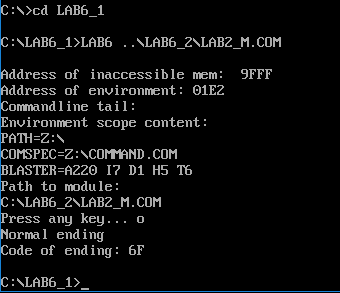 C:\>cd LAB6_1
C:\LAB6_1>LAB6 ..\LAB6_2\LAB2_M.COM
Address of inaccessible mem:  9FFF
Address of environment: 01E2
Commandline tail:
Environment scope content:
PATH=Z:\
COMSPEC=Z:\COMMAND.COM
BLASTER=A220 I7 D1 H5 T6
Path to module:
C:\LAB6_2\LAB2_M.COM
Press any key... o
Normal ending
Code of ending: 6F
C:\LAB6_1>_